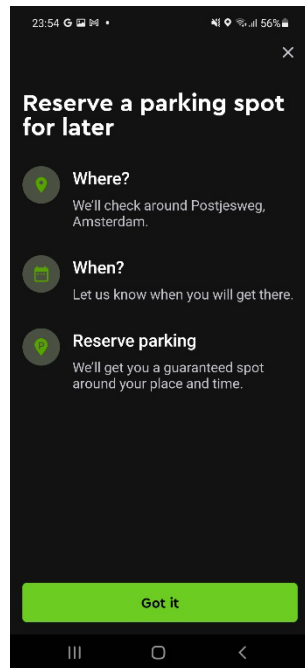 23:54 G 56%
Reserve a parking spot
for later
Where?
We'll check around Postjesweg,
Amsterdam.
When?
Let us know when you will get there.
Reserve parking
We'll get you a guaranteed spot
around your place and time.
Got it